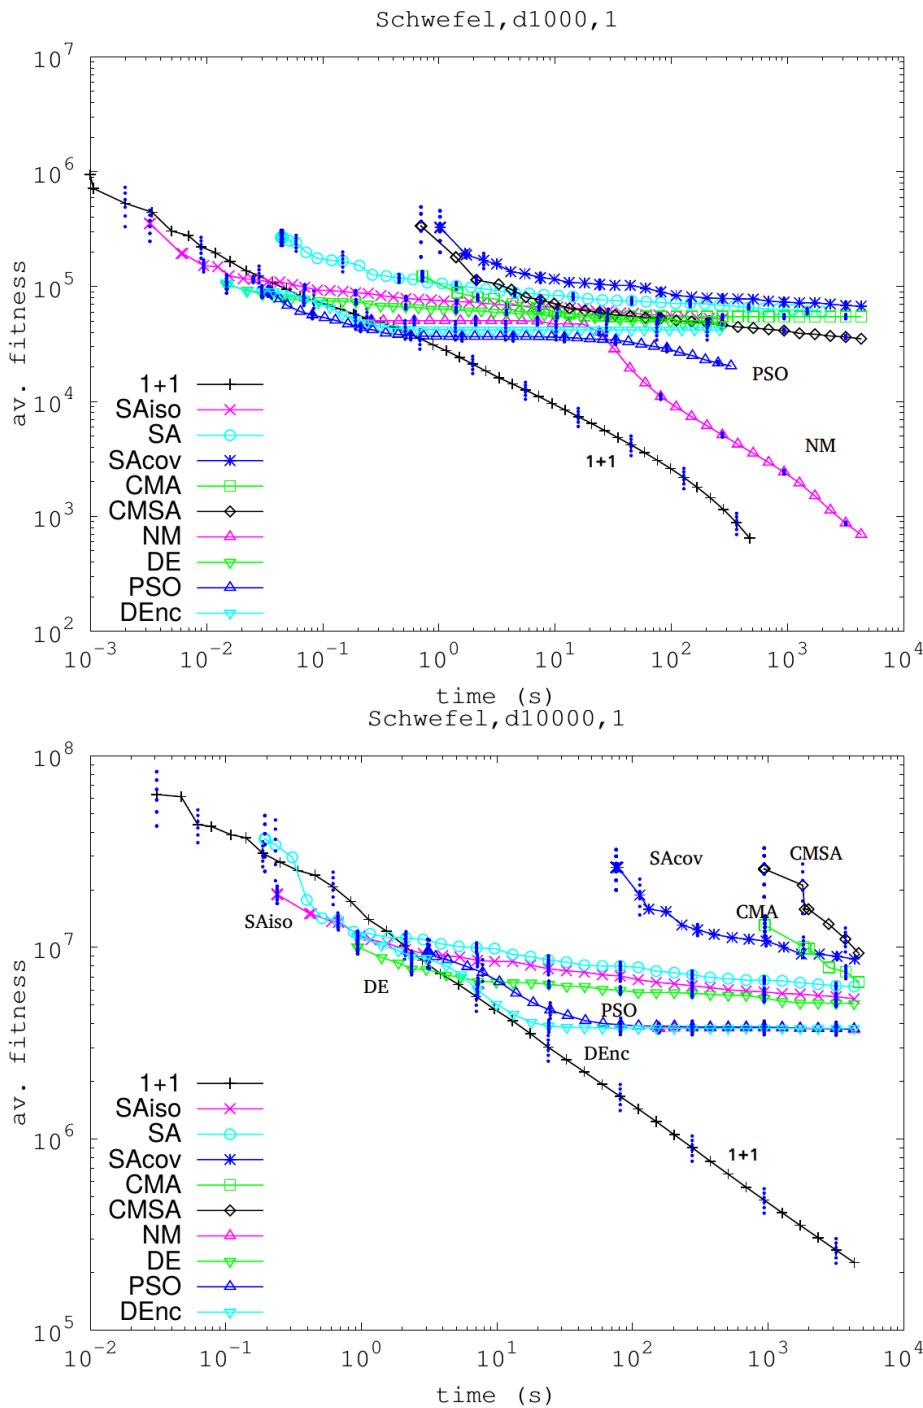 Schwefel,d1000,1
10^7
10^6
10^5
10^4
10^3
10^2
av. fitness
PSO
NM
1+1
1+1
SAiso
SA
SAcov
CMA
CMSA
NM
DE
PSO
DEnc
10^-3 10^-2 10^-1 10^0 10^1 10^2 10^3 10^4
time (s)
Schwefel,d10000,1
10^8
10^7
10^6
10^5
av. fitness
SAcov
CMSA
CMA
SAiso
DE
PSO
DEnc
1+1
1+1
SAiso
SA
SAcov
CMA
CMSA
NM
DE
PSO
DEnc
10^-2 10^-1 10^0 10^1 10^2 10^3 10^4
time (s)